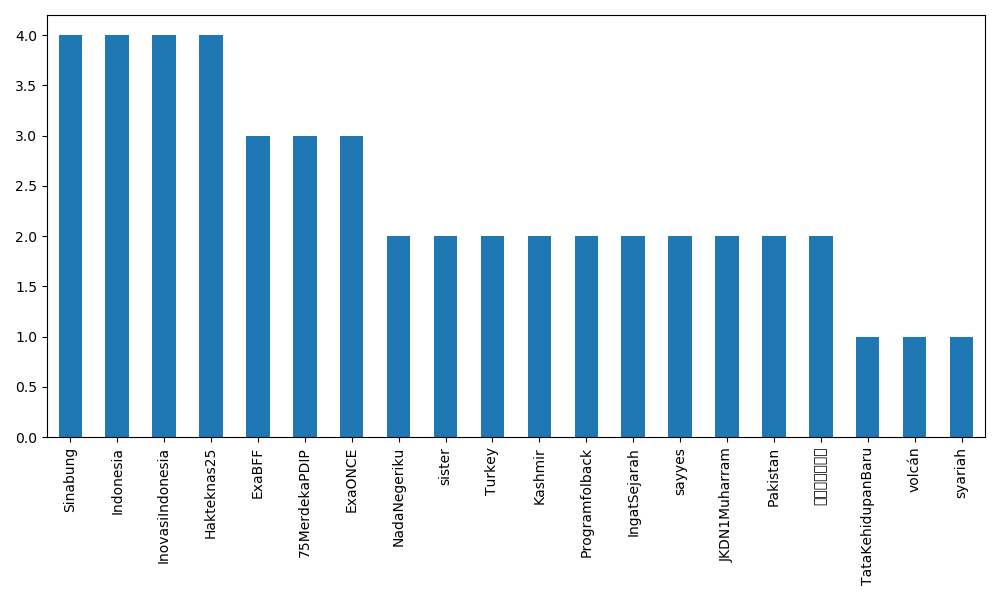 4.0
3.5
3.0
2.5
2.0
1.5
1.0
0.5
0.0
Sinabung
Indonesia
InovasiIndonesia
Hakteknas25
ExaBFF
75MerdekaPDIP
ExaONCE
NadaNegeriku
sister
Turkey
Kashmir
Programfolback
IngatSejarah
sayyes
JKDN1Muharram
Pakistan
TataKehidupanBaru
volcán
syariah